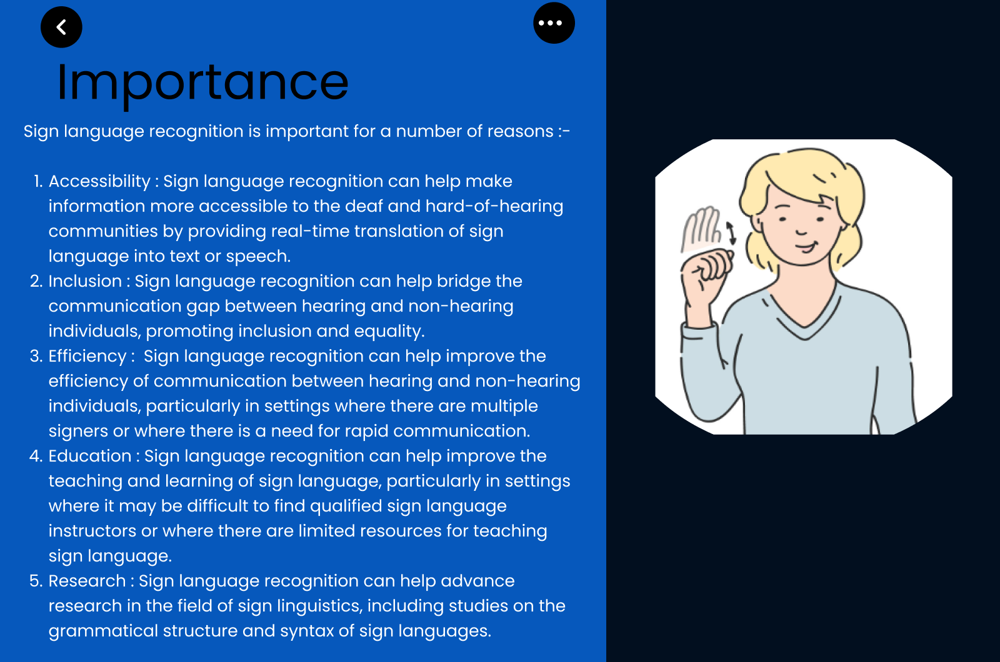 Importance
Sign language recognition is important for a number of reasons :-
1. Accessibility : Sign language recognition can help make
information more accessible to the deaf and hard-of-hearing
communities by providing real-time translation of sign
language into text or speech.
2. Inclusion : Sign language recognition can help bridge the
communication gap between hearing and non-hearing
individuals, promoting inclusion and equality.
3. Efficiency :  Sign language recognition can help improve the
efficiency of communication between hearing and non-hearing
individuals, particularly in settings where there are multiple
signers or where there is a need for rapid communication.
4. Education : Sign language recognition can help improve the
teaching and learning of sign language, particularly in settings
where it may be difficult to find qualified sign language
instructors or where there are limited resources for teaching
sign language.
5. Research : Sign language recognition can help advance
research in the field of sign linguistics, including studies on the
grammatical structure and syntax of sign languages.